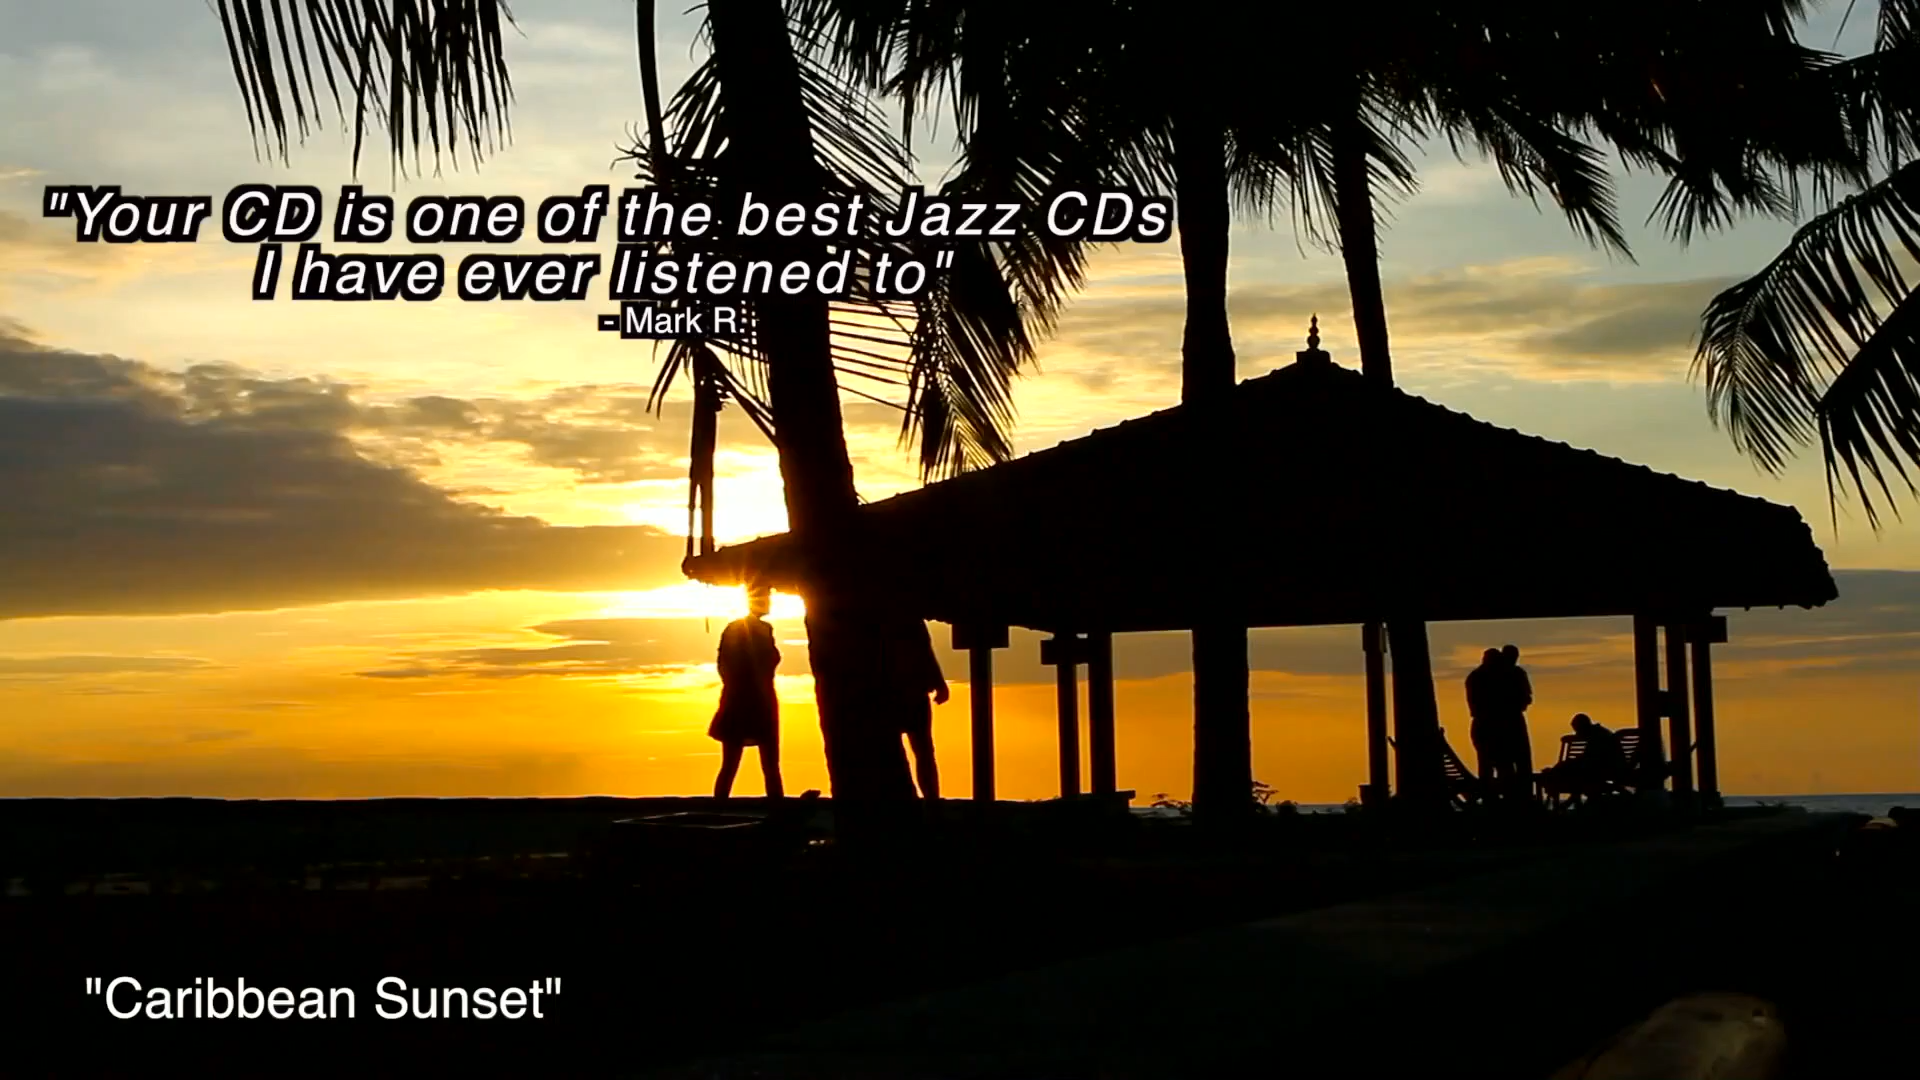 "Your CD is one of the best Jazz CDs
I have ever listened to"
- Mark R.
"Caribbean Sunset"